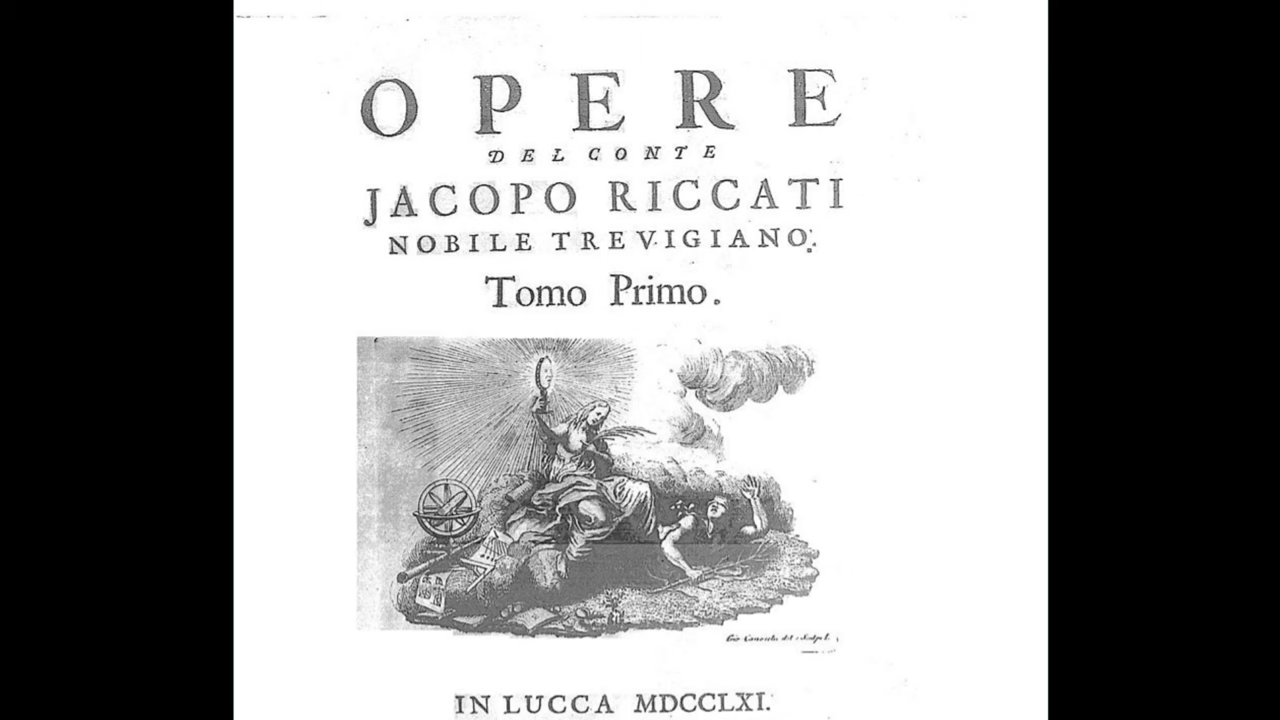 OPERE
DEL CONTE
JACOPO RICCATI
NOBILE TREVIGIANO.
Tomo Primo.
IN LUCCA MDCCLXI.